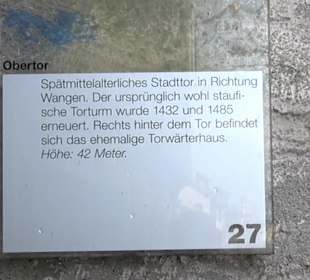 Obertor
Spätmittelalterliches Stadttor in Richtung
Wangen. Der ursprünglich wohl staufi-
sche Torturm wurde 1432 und 1485
erneuert. Rechts hinter dem Tor befindet
sich das ehemalige Torwärterhaus.
Höhe: 42 Meter.
27